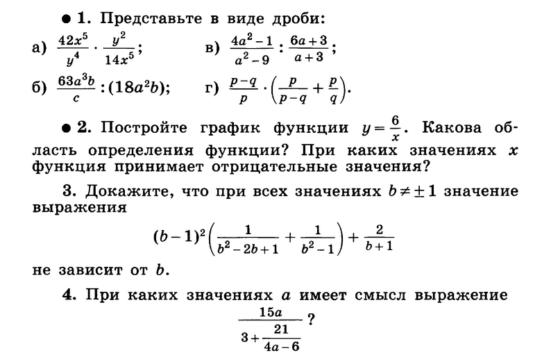 ● 1. Представьте в виде дроби:
а) \frac{42x^5}{y^4} \cdot \frac{y^2}{14x^5}; в) \frac{4a^2-1}{a^2-9} : \frac{6a+3}{a+3};
б) \frac{63a^3b}{c} : (18a^2b); г) \frac{p-q}{p} \cdot \left(\frac{p}{p-q} + \frac{p}{q}\right).
● 2. Постройте график функции y = \frac{6}{x}. Какова об-
ласть определения функции? При каких значениях x
функция принимает отрицательные значения?
3. Докажите, что при всех значениях b ≠ ± 1 значение
выражения
(b-1)^2 \left(\frac{1}{b^2-2b+1} + \frac{1}{b^2-1}\right) + \frac{2}{b+1}
не зависит от b.
4. При каких значениях a имеет смысл выражение
\frac{15a}{3+\frac{21}{4a-6}}?